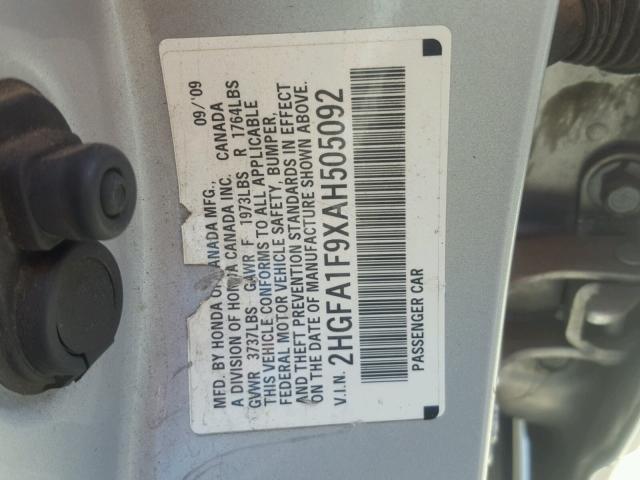 MFD. BY HONDA OF CANADA MFG., CANADA 09/'09
A DIVISION OF HONDA CANADA INC.
GVWR 3737LBS GAWR F 1973LBS R 1764LBS
THIS VEHICLE CONFORMS TO ALL APPLICABLE
FEDERAL MOTOR VEHICLE SAFETY, BUMPER,
AND THEFT PREVENTION STANDARDS IN EFFECT
ON THE DATE OF MANUFACTURE SHOWN ABOVE.
V.I.N. 2HGFA1F9XAH505092
PASSENGER CAR